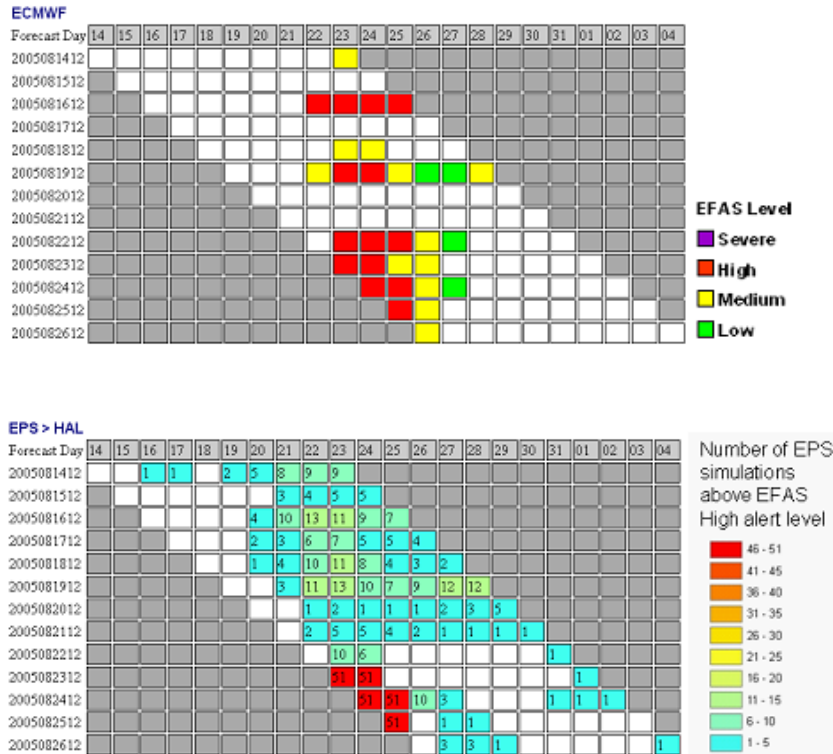 ECMWF
Forecast Day 14 15 16 17 18 19 20 21 22 23 24 25 26 27 28 29 30 31 01 02 03 04
2005081412
2005081512
2005081612
2005081712
2005081812
2005081912
2005082012
2005082112
2005082212
2005082312
2005082412
2005082512
2005082612
EFAS Level
Severe
High
Medium
Low
EPS > HAL
Forecast Day 14 15 16 17 18 19 20 21 22 23 24 25 26 27 28 29 30 31 01 02 03 04
2005081412 1 1 2 5 8 9 9
2005081512 3 4 5 5
2005081612 4 10 13 11 9 7
2005081712 2 3 6 7 5 5 4
2005081812 1 4 10 11 8 4 3 2
2005081912 3 11 13 10 7 9 12 12
2005082012 1 2 1 1 1 2 3 5
2005082112 2 5 5 4 2 1 1 1 1
2005082212 10 6 1
2005082312 51 51 1
2005082412 51 51 10 3 1 1 1
2005082512 51 1 1
2005082612 3 3 1 1
Number of EPS
simulations
above EFAS
High alert level
46 - 51
41 - 45
36 - 40
31 - 35
26 - 30
21 - 25
16 - 20
11 - 15
6 - 10
1 - 5